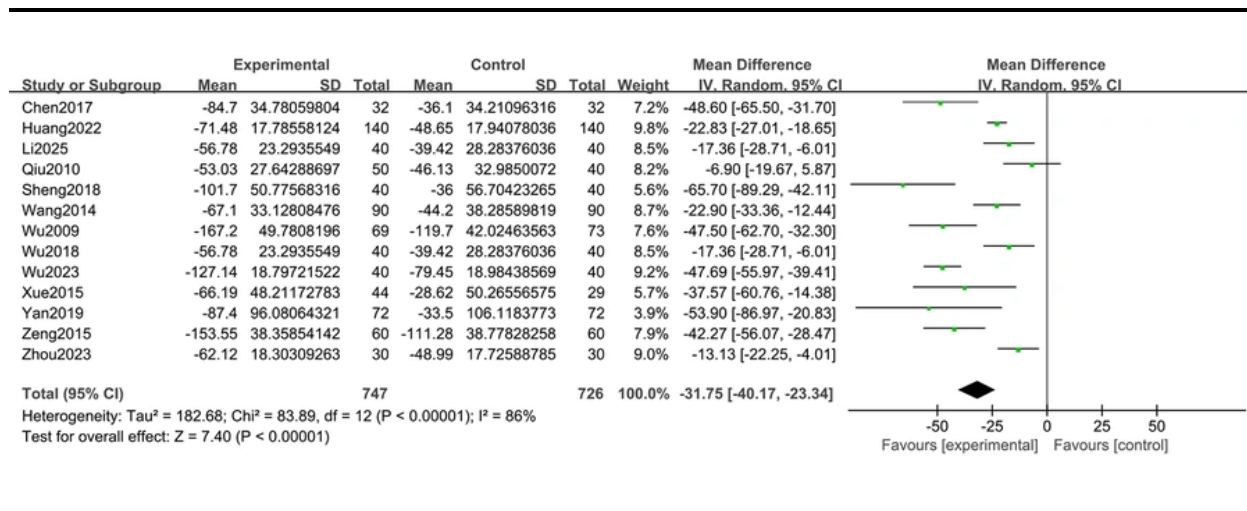 Experimental Control Mean Difference Mean Difference
Study or Subgroup Mean SD Total Mean SD Total Weight IV, Random, 95% CI IV, Random, 95% CI
Chen2017 -84.7 34.78059804 32 -36.1 34.21096316 32 7.2% -48.60 [-65.50, -31.70]
Huang2022 -71.48 17.78558124 140 -48.65 17.94078036 140 9.8% -22.83 [-27.01, -18.65]
Li2025 -56.78 23.2935549 40 -39.42 28.28376036 40 8.5% -17.36 [-28.71, -6.01]
Qiu2010 -53.03 27.64288697 50 -46.13 32.9850072 40 8.2% -6.90 [-19.67, 5.87]
Sheng2018 -101.7 50.77568316 40 -36 56.70423265 40 5.6% -65.70 [-89.29, -42.11]
Wang2014 -67.1 33.12808476 90 -44.2 38.28589819 90 8.7% -22.90 [-33.36, -12.44]
Wu2009 -167.2 49.7808196 69 -119.7 42.02463563 73 7.6% -47.50 [-62.70, -32.30]
Wu2018 -56.78 23.2935549 40 -39.42 28.28376036 40 8.5% -17.36 [-28.71, -6.01]
Wu2023 -127.14 18.79721522 40 -79.45 18.98438569 40 9.2% -47.69 [-55.97, -39.41]
Xue2015 -66.19 48.21172783 44 -28.62 50.26556575 29 5.7% -37.57 [-60.76, -14.38]
Yan2019 -87.4 96.08064321 72 -33.5 106.1183773 72 3.9% -53.90 [-86.97, -20.83]
Zeng2015 -153.55 38.35854142 60 -111.28 38.77828258 60 7.9% -42.27 [-56.07, -28.47]
Zhou2023 -62.12 18.30309263 30 -48.99 17.72588785 30 9.0% -13.13 [-22.25, -4.01]
Total (95% CI) 747 726 100.0% -31.75 [-40.17, -23.34]
Heterogeneity: Tau² = 182.68; Chi² = 83.89, df = 12 (P < 0.00001); I² = 86%
Test for overall effect: Z = 7.40 (P < 0.00001)
-50 -25 0 25 50
Favours [experimental] Favours [control]